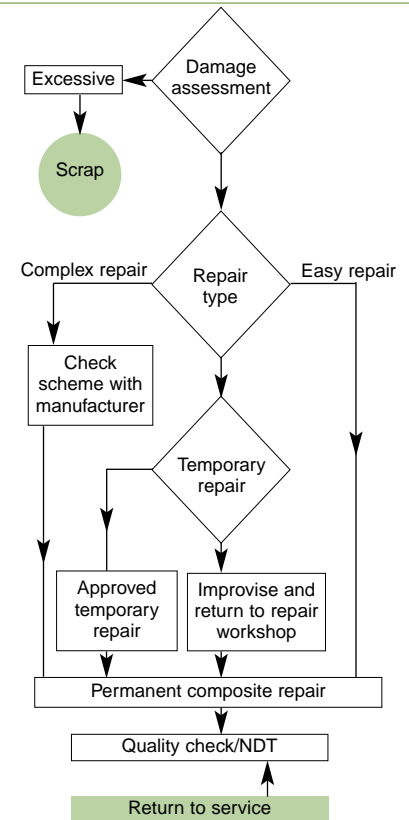 Damage
assessment
Excessive
Scrap
Complex repair
Repair
type
Easy repair
Check
scheme with
manufacturer
Temporary
repair
Approved
temporary
repair
Improvise and
return to repair
workshop
Permanent composite repair
Quality check/NDT
Return to service